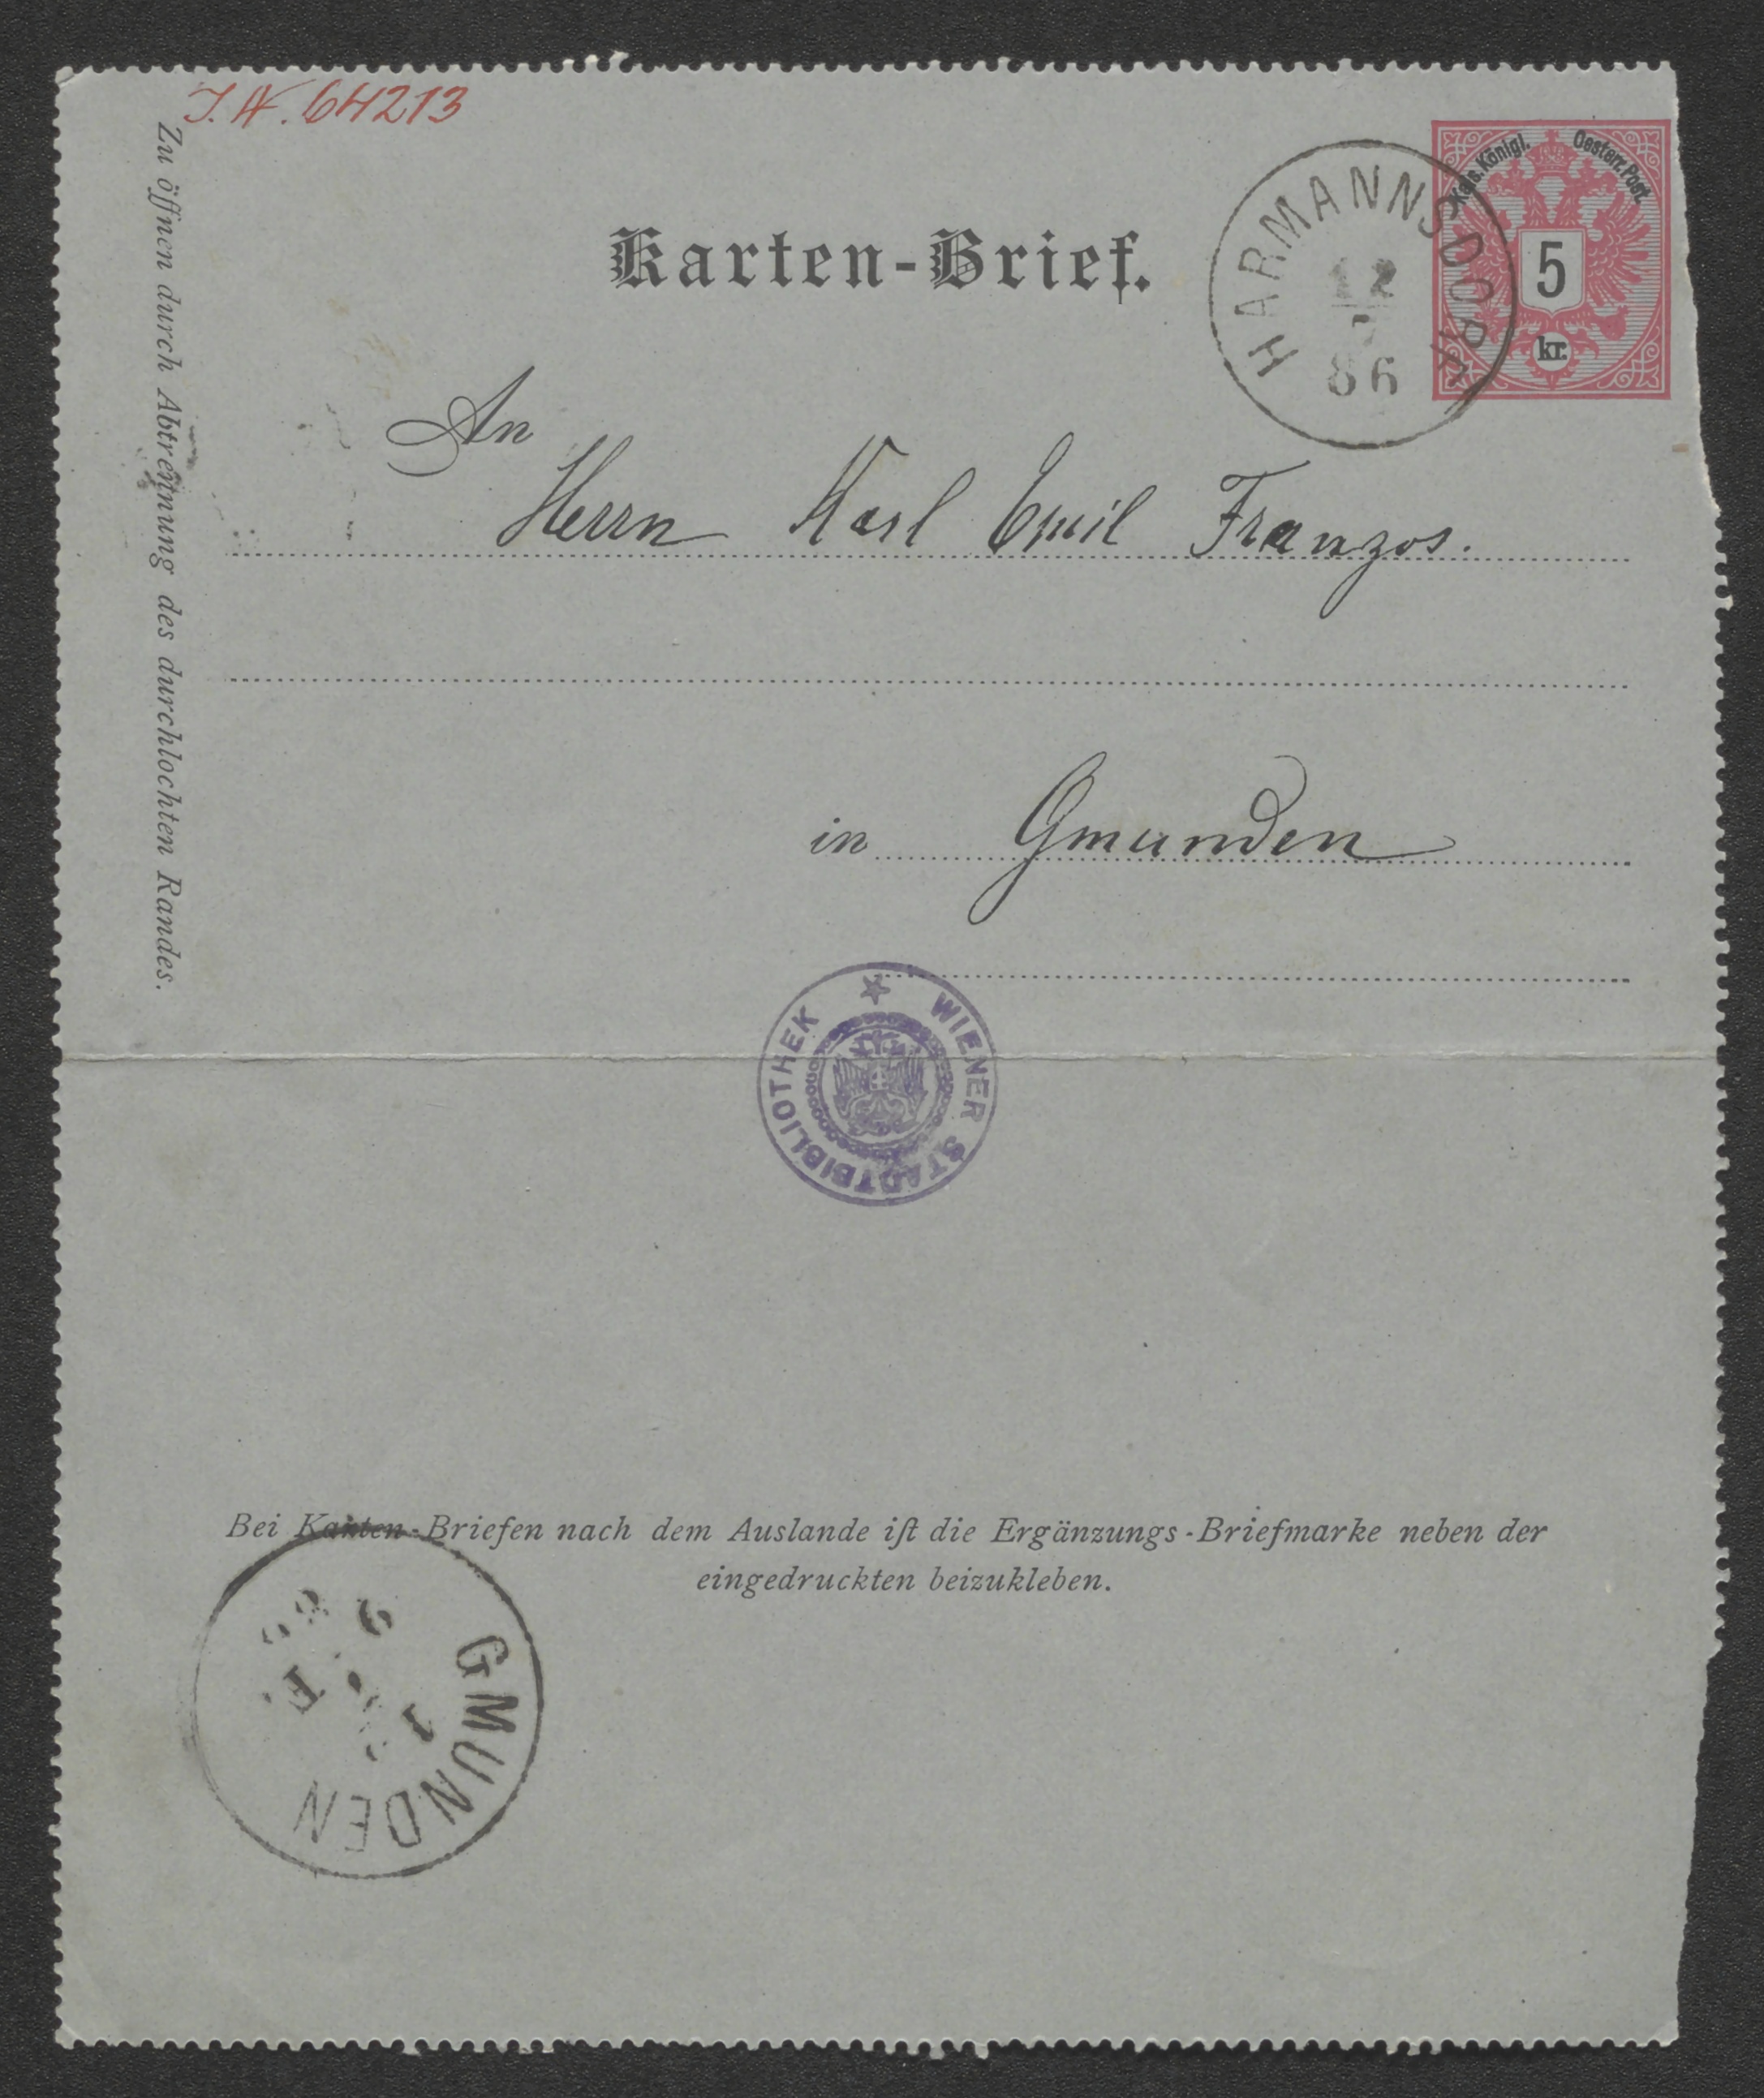 I.N. 64213
Zu öffnen durch Abtrennung des durchlochten Randes.
Karten-Brief.
Kais. Königl. Oesterr. Post.
5
kr.
HARMANNSDORF
12
86
An
Herrn Karl Emil Franzos.
in Gmunden
WIENER STADTBIBLIOTHEK
Bei Karten-Briefen nach dem Auslande iſt die Ergänzungs-Briefmarke neben der
eingedruckten beizukleben.
GMUNDEN